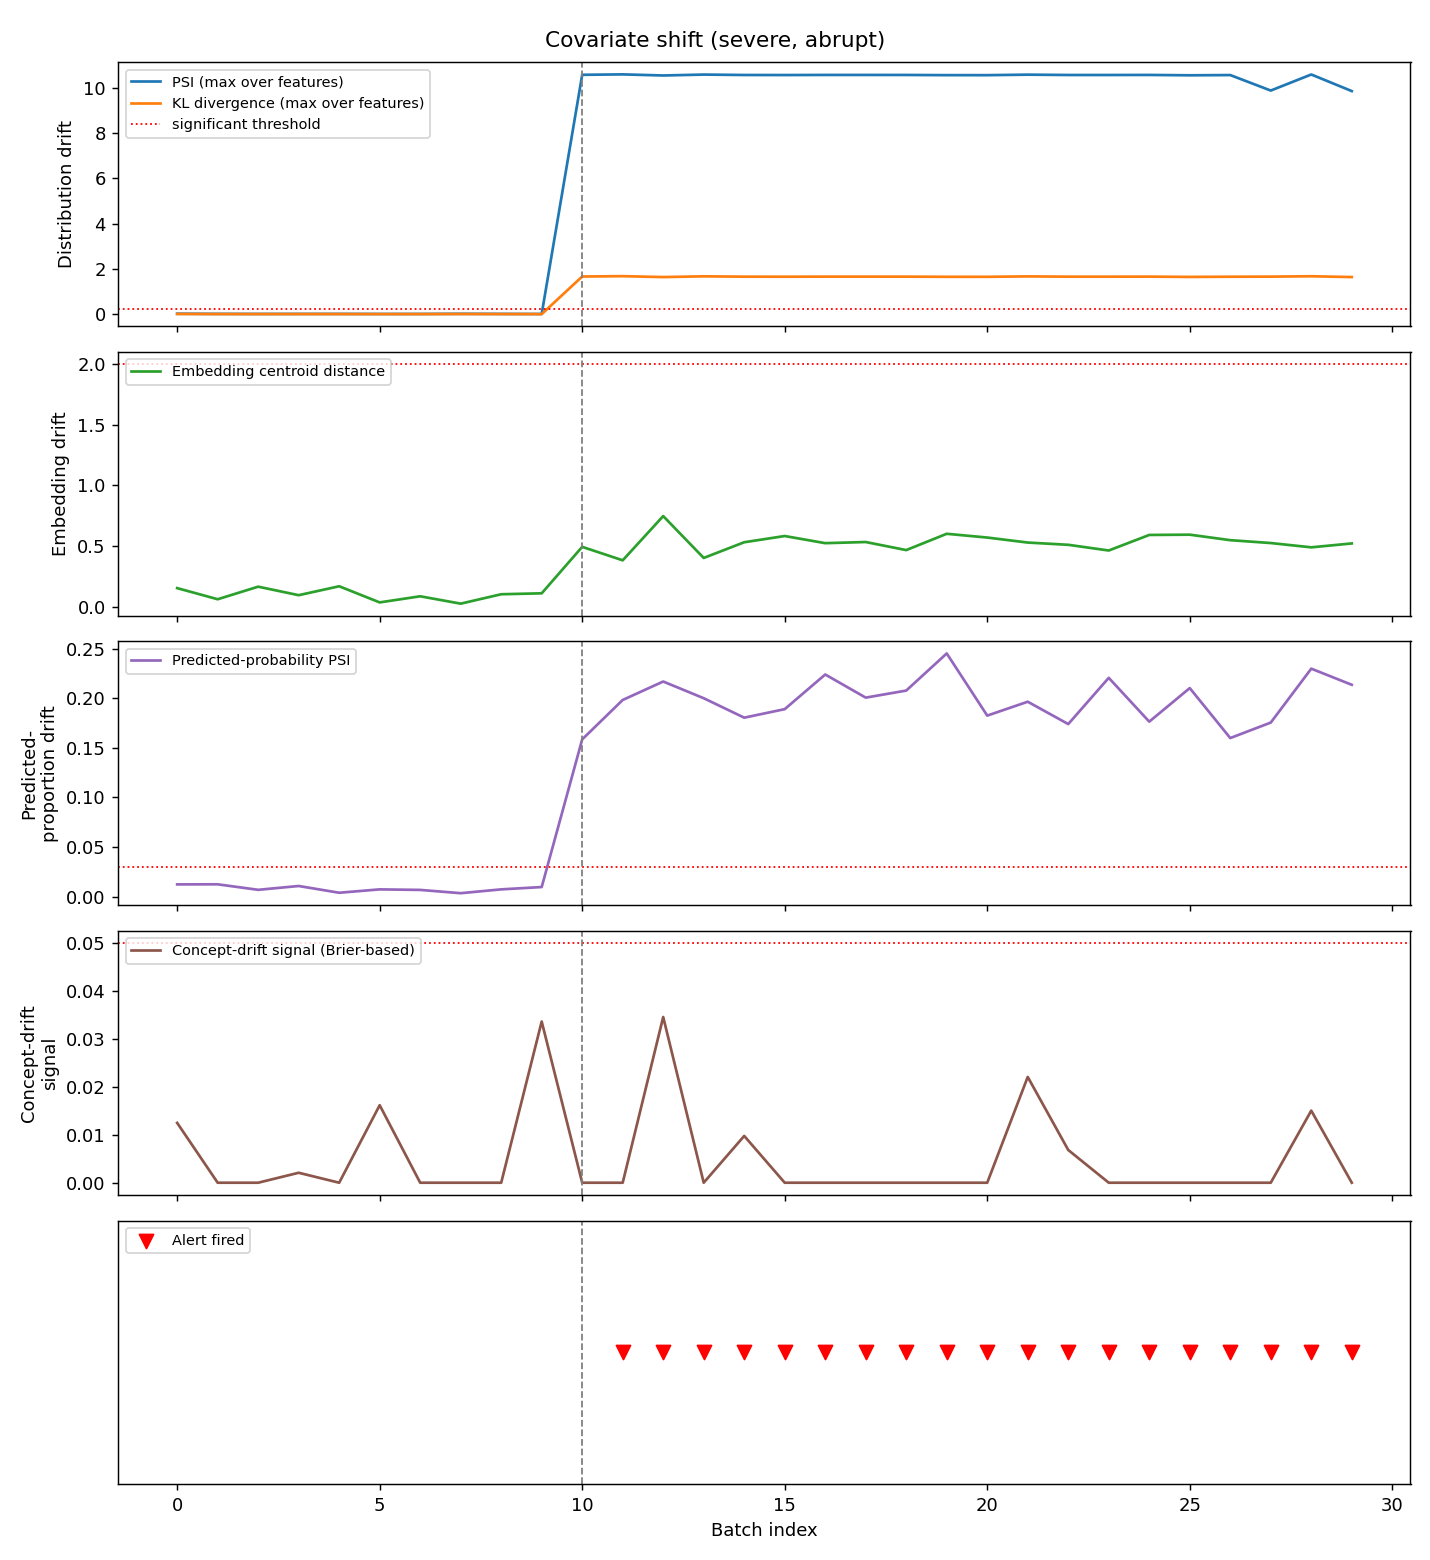 Covariate shift (severe, abrupt)
PSI (max over features)
KL divergence (max over features)
significant threshold
Distribution drift
10
8
6
4
2
0
Embedding centroid distance
Embedding drift
2.0
1.5
1.0
0.5
0.0
Predicted-probability PSI
Predicted-
proportion drift
0.25
0.20
0.15
0.10
0.05
0.00
Concept-drift signal (Brier-based)
Concept-drift
signal
0.05
0.04
0.03
0.02
0.01
0.00
Alert fired
0 5 10 15 20 25 30
Batch index